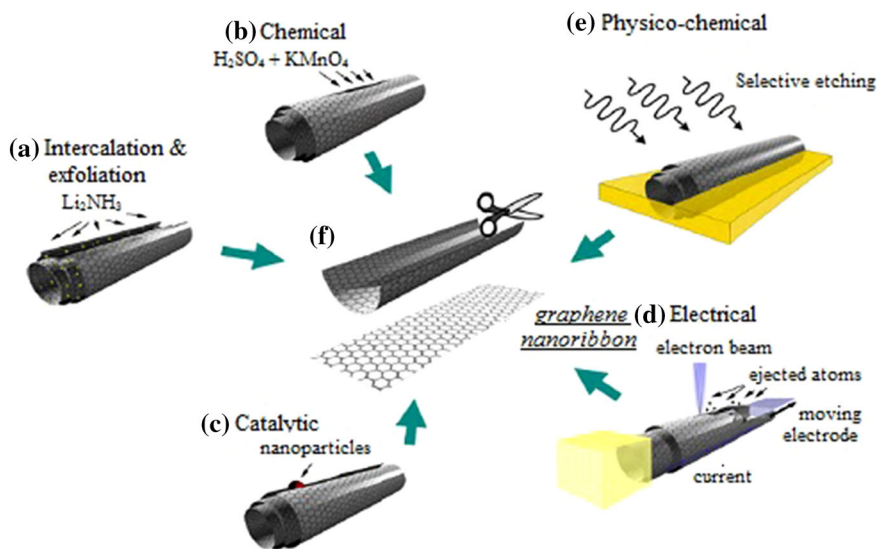 (b) Chemical
H₂SO₄ + KMnO₄
(e) Physico-chemical
Selective etching
(a) Intercalation &
exfoliation
Li₂NH₃
(f)
graphene
nanoribbon
(d) Electrical
electron beam
ejected atoms
moving
electrode
current
(c) Catalytic
nanoparticles